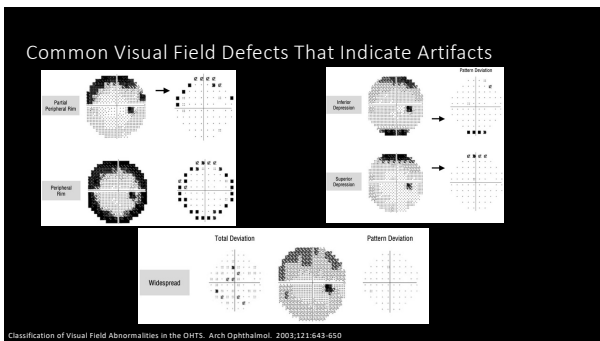 Common Visual Field Defects That Indicate Artifacts
Partial
Peripheral Rim
Peripheral
Rim
Pattern Deviation
Inferior
Depression
Superior
Depression
Total Deviation
Pattern Deviation
Widespread
Classification of Visual Field Abnormalities in the OHTS. Arch Ophthalmol. 2003;121:643-650